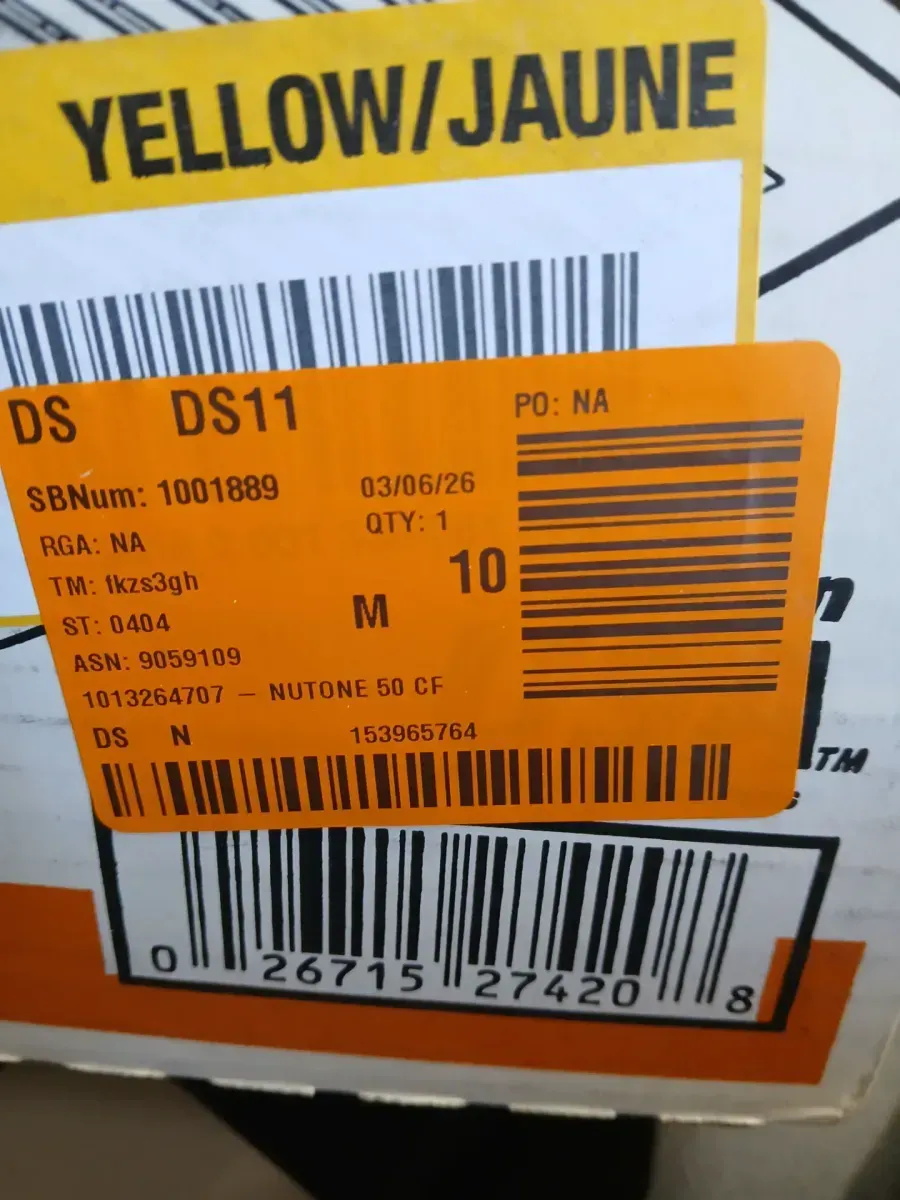 YELLOW/JAUNE
DS DS11 PO: NA
SBNum: 1001889 03/06/26
QTY: 1
RGA: NA
10
TM: fkzs3gh
M
ST: 0404
ASN: 9059109
1013264707 – NUTONE 50 CF
DS N 153965764
n
TM
s
0 26715 27420 8